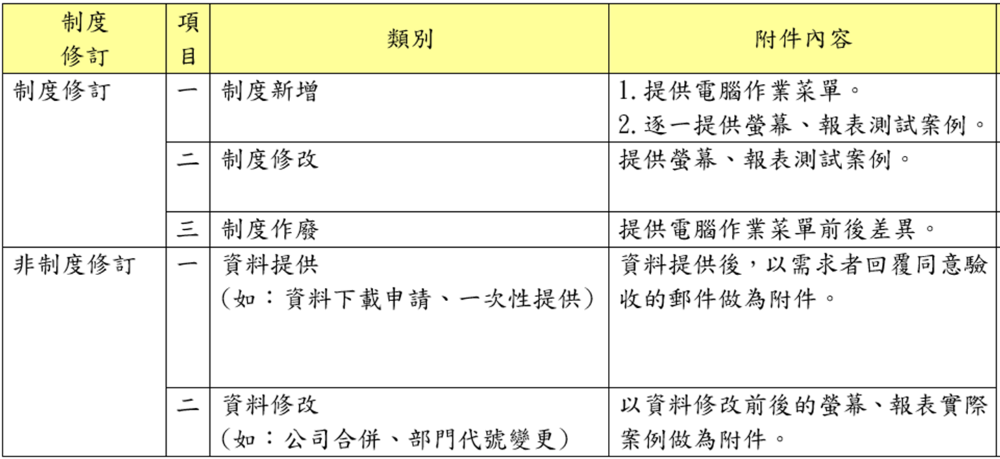 制度
修訂
項
目
類別
附件內容
制度修訂
一
制度新增
1.提供電腦作業菜單。
2.逐一提供螢幕、報表測試案例。
二
制度修改
提供螢幕、報表測試案例。
三
制度作廢
提供電腦作業菜單前後差異。
非制度修訂
一
資料提供
(如：資料下載申請、一次性提供)
資料提供後，以需求者回覆同意驗
收的郵件做為附件。
二
資料修改
(如：公司合併、部門代號變更)
以資料修改前後的螢幕、報表實際
案例做為附件。